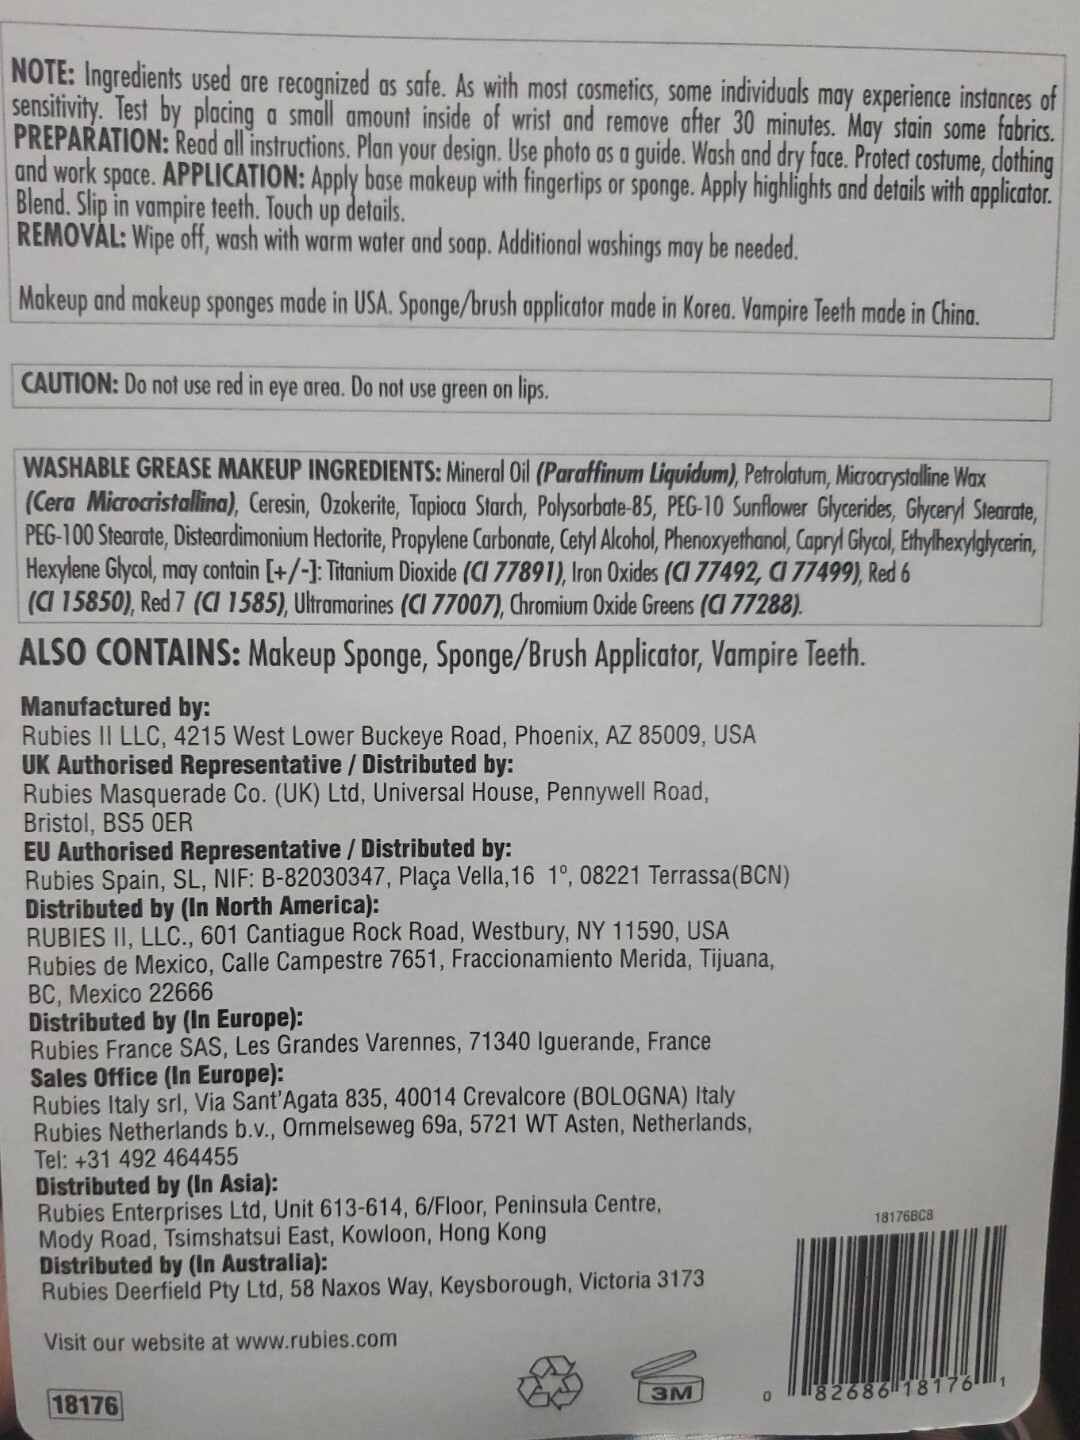 NOTE: Ingredients used are recognized as safe. As with most cosmetics, some individuals may experience instances of
sensitivity. Test by placing a small amount inside of wrist and remove after 30 minutes. May stain some fabrics.
PREPARATION: Read all instructions. Plan your design. Use photo as a guide. Wash and dry face. Protect costume, clothing
and work space. APPLICATION: Apply base makeup with fingertips or sponge. Apply highlights and details with applicator.
Blend. Slip in vampire teeth. Touch up details.
REMOVAL: Wipe off, wash with warm water and soap. Additional washings may be needed.
Makeup and makeup sponges made in USA. Sponge/brush applicator made in Korea. Vampire Teeth made in China.
CAUTION: Do not use red in eye area. Do not use green on lips.
WASHABLE GREASE MAKEUP INGREDIENTS: Mineral Oil (Paraffinum Liquidum), Petrolatum, Microcrystalline Wax
(Cera Microcristallina), Ceresin, Ozokerite, Tapioca Starch, Polysorbate-85, PEG-10 Sunflower Glycerides, Glyceryl Stearate,
PEG-100 Stearate, Disteardimonium Hectorite, Propylene Carbonate, Cetyl Alcohol, Phenoxyethanol, Capryl Glycol, Ethylhexylglycerin,
Hexylene Glycol, may contain [+/-]: Titanium Dioxide (CI 77891), Iron Oxides (CI 77492, CI 77499), Red 6
(CI 15850), Red 7 (CI 1585), Ultramarines (CI 77007), Chromium Oxide Greens (CI 77288).
ALSO CONTAINS: Makeup Sponge, Sponge/Brush Applicator, Vampire Teeth.
Manufactured by:
Rubies II LLC, 4215 West Lower Buckeye Road, Phoenix, AZ 85009, USA
UK Authorised Representative / Distributed by:
Rubies Masquerade Co. (UK) Ltd, Universal House, Pennywell Road,
Bristol, BS5 0ER
EU Authorised Representative / Distributed by:
Rubies Spain, SL, NIF: B-82030347, Plaça Vella,16 1º, 08221 Terrassa(BCN)
Distributed by (In North America):
RUBIES II, LLC., 601 Cantiague Rock Road, Westbury, NY 11590, USA
Rubies de Mexico, Calle Campestre 7651, Fraccionamiento Merida, Tijuana,
BC, Mexico 22666
Distributed by (In Europe):
Rubies France SAS, Les Grandes Varennes, 71340 Iguerande, France
Sales Office (In Europe):
Rubies Italy srl, Via Sant'Agata 835, 40014 Crevalcore (BOLOGNA) Italy
Rubies Netherlands b.v., Ommelseweg 69a, 5721 WT Asten, Netherlands,
Tel: +31 492 464455
Distributed by (In Asia):
Rubies Enterprises Ltd, Unit 613-614, 6/Floor, Peninsula Centre,
Mody Road, Tsimshatsui East, Kowloon, Hong Kong
Distributed by (In Australia):
Rubies Deerfield Pty Ltd, 58 Naxos Way, Keysborough, Victoria 3173
Visit our website at www.rubies.com
18176
3M
18176BC8
0 82686 18176 1